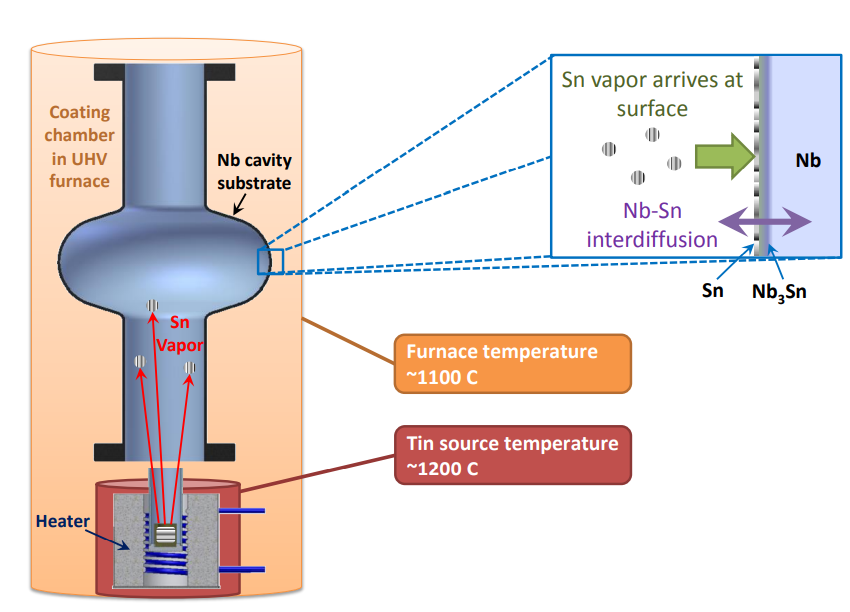 Coating
chamber
in UHV
furnace
Nb cavity
substrate
Sn
Vapor
Heater
Sn vapor arrives at
surface
Nb
Nb-Sn
interdiffusion
Sn
Nb₃Sn
Furnace temperature
~1100 C
Tin source temperature
~1200 C